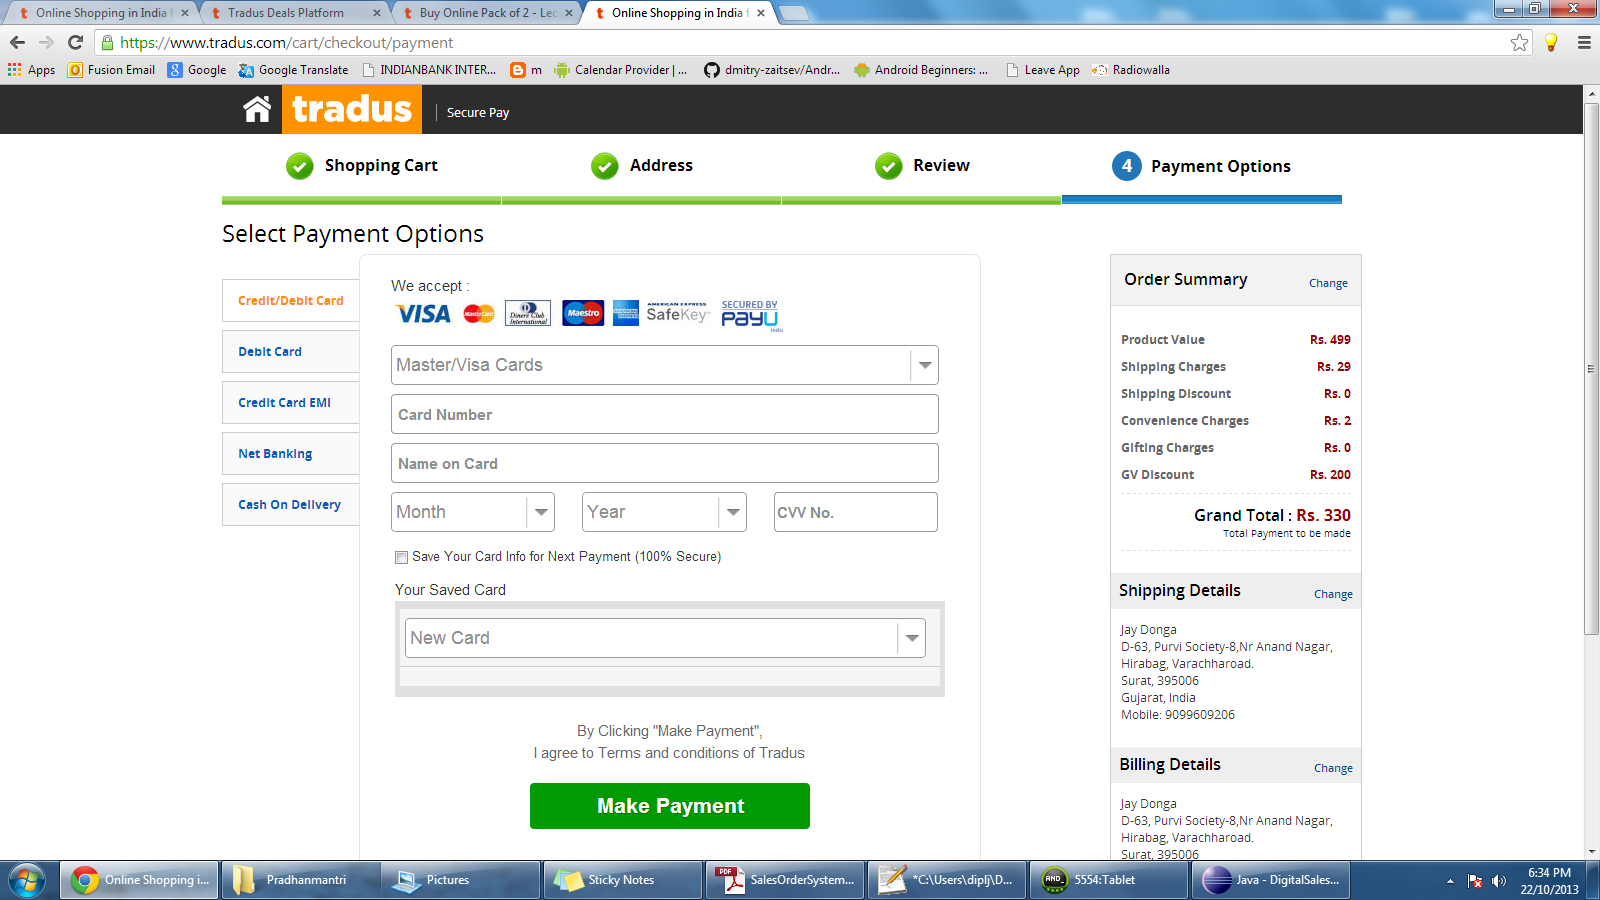 Online Shopping in India f
Tradus Deals Platform
Buy Online Pack of 2 - Lec
Online Shopping in India f
https://www.tradus.com/cart/checkout/payment
Apps
Fusion Email
Google
Google Translate
INDIANBANK INTER...
m
Calendar Provider | ...
dmitry-zaitsev/Andr...
Android Beginners: ...
Leave App
Radiowalla
tradus
Secure Pay
Shopping Cart
Address
Review
4 Payment Options
Select Payment Options
Credit/Debit Card
Debit Card
Credit Card EMI
Net Banking
Cash On Delivery
We accept :
VISA MasterCard Diners Club International Maestro AMERICAN EXPRESS SafeKey SECURED BY PayU India
Master/Visa Cards
Card Number
Name on Card
Month Year CVV No.
Save Your Card Info for Next Payment (100% Secure)
Your Saved Card
New Card
By Clicking "Make Payment",
I agree to Terms and conditions of Tradus
Make Payment
Order Summary Change
Product Value Rs. 499
Shipping Charges Rs. 29
Shipping Discount Rs. 0
Convenience Charges Rs. 2
Gifting Charges Rs. 0
GV Discount Rs. 200
Grand Total : Rs. 330
Total Payment to be made
Shipping Details Change
Jay Donga
D-63, Purvi Society-8,Nr Anand Nagar,
Hirabag, Varachharoad.
Surat, 395006
Gujarat, India
Mobile: 9099609206
Billing Details Change
Jay Donga
D-63, Purvi Society-8,Nr Anand Nagar,
Hirabag, Varachharoad.
Surat, 395006
Online Shopping i...
Pradhanmantri
Pictures
Sticky Notes
PDF SalesOrderSystem...
*C:\Users\diplj\D...
AND_ 5554:Tablet
Java - DigitalSales...
6:34 PM
22/10/2013